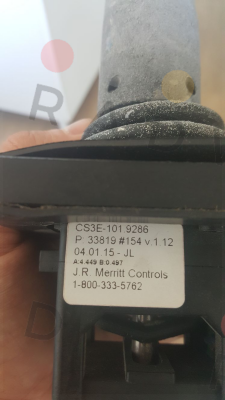 CS3E-101 9286
P: 33819 #154 v.1 12
04.01.15 - JL
A:4.449 B:0.497
J.R. Merritt Controls
1-800-333-5762